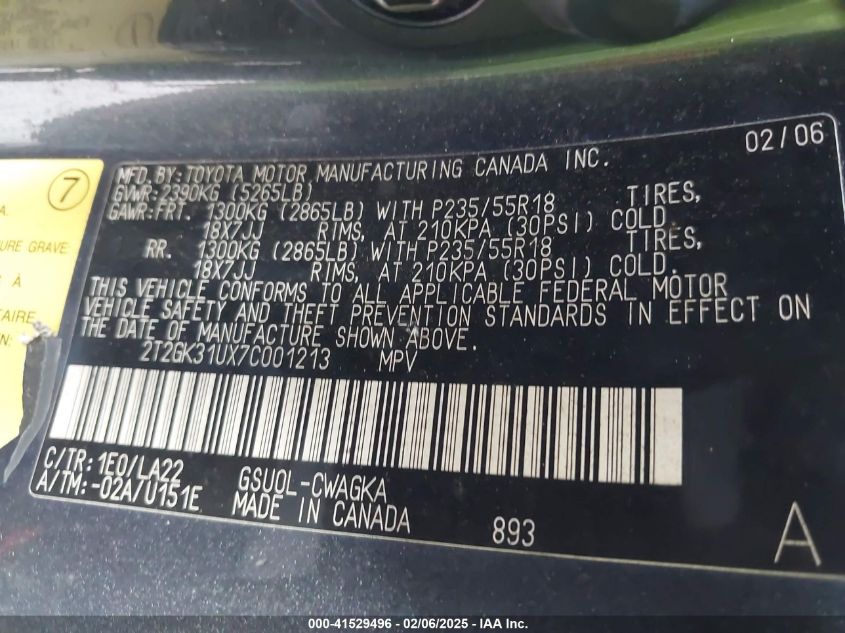 02/06
MFD.BY:TOYOTA MOTOR MANUFACTURING CANADA INC.
GVWR:2390KG (5265LB)
GAWR:FRT. 1300KG (2865LB) WITH P235/55R18 TIRES,
18X7JJ RIMS, AT 210KPA (30PSI) COLD.
RR. 1300KG (2865LB) WITH P235/55R18 TIRES,
18X7JJ RIMS, AT 210KPA (30PSI) COLD.
THIS VEHICLE CONFORMS TO ALL APPLICABLE FEDERAL MOTOR
VEHICLE SAFETY AND THEFT PREVENTION STANDARDS IN EFFECT ON
THE DATE OF MANUFACTURE SHOWN ABOVE.
2T2GK31UX7C001213 MPV
C/TR:1E0/LA22 GSU0L-CWAGKA
A/TM:-02A/U151E MADE IN CANADA 893
A
7
A.
URE GRAVE
À
AIRE
000-41529496 - 02/06/2025 - IAA Inc.